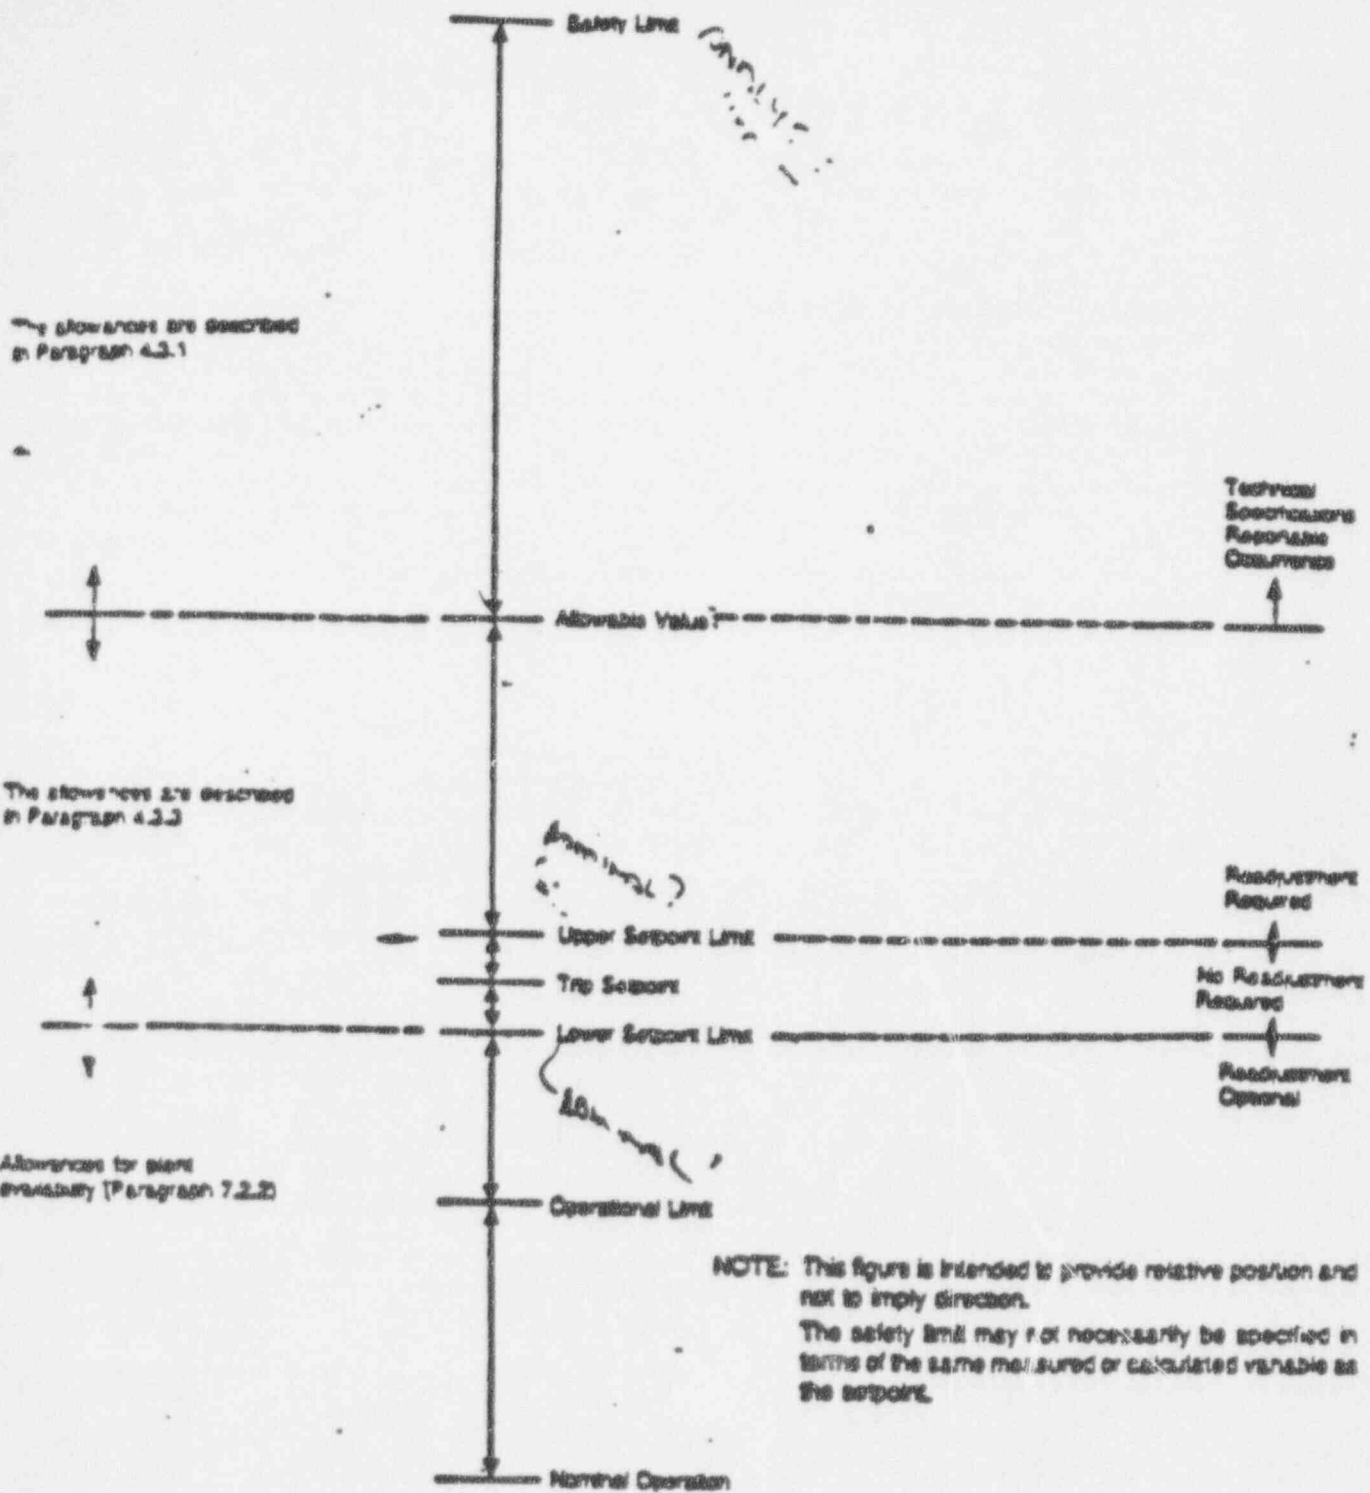 Safety Limit
The allowances are described
in Paragraph 4.3.1
Technical
Specifications
Reportable
Occurrence
Allowable Value
The allowances are described
in Paragraph
Readjustment
Required
Upper Setpoint Limit
No Readjustment
Required
Trip Setpoint
Lower Setpoint Limit
Readjustment
Optional
Allowances for plant
availability (Paragraph 7.2.2)
Operational Limit
NOTE: This figure is intended to provide relative position and
not to imply direction.
The safety limit may not necessarily be specified in
terms of the same measured or calculated variable as
the setpoint.
Nominal Operation